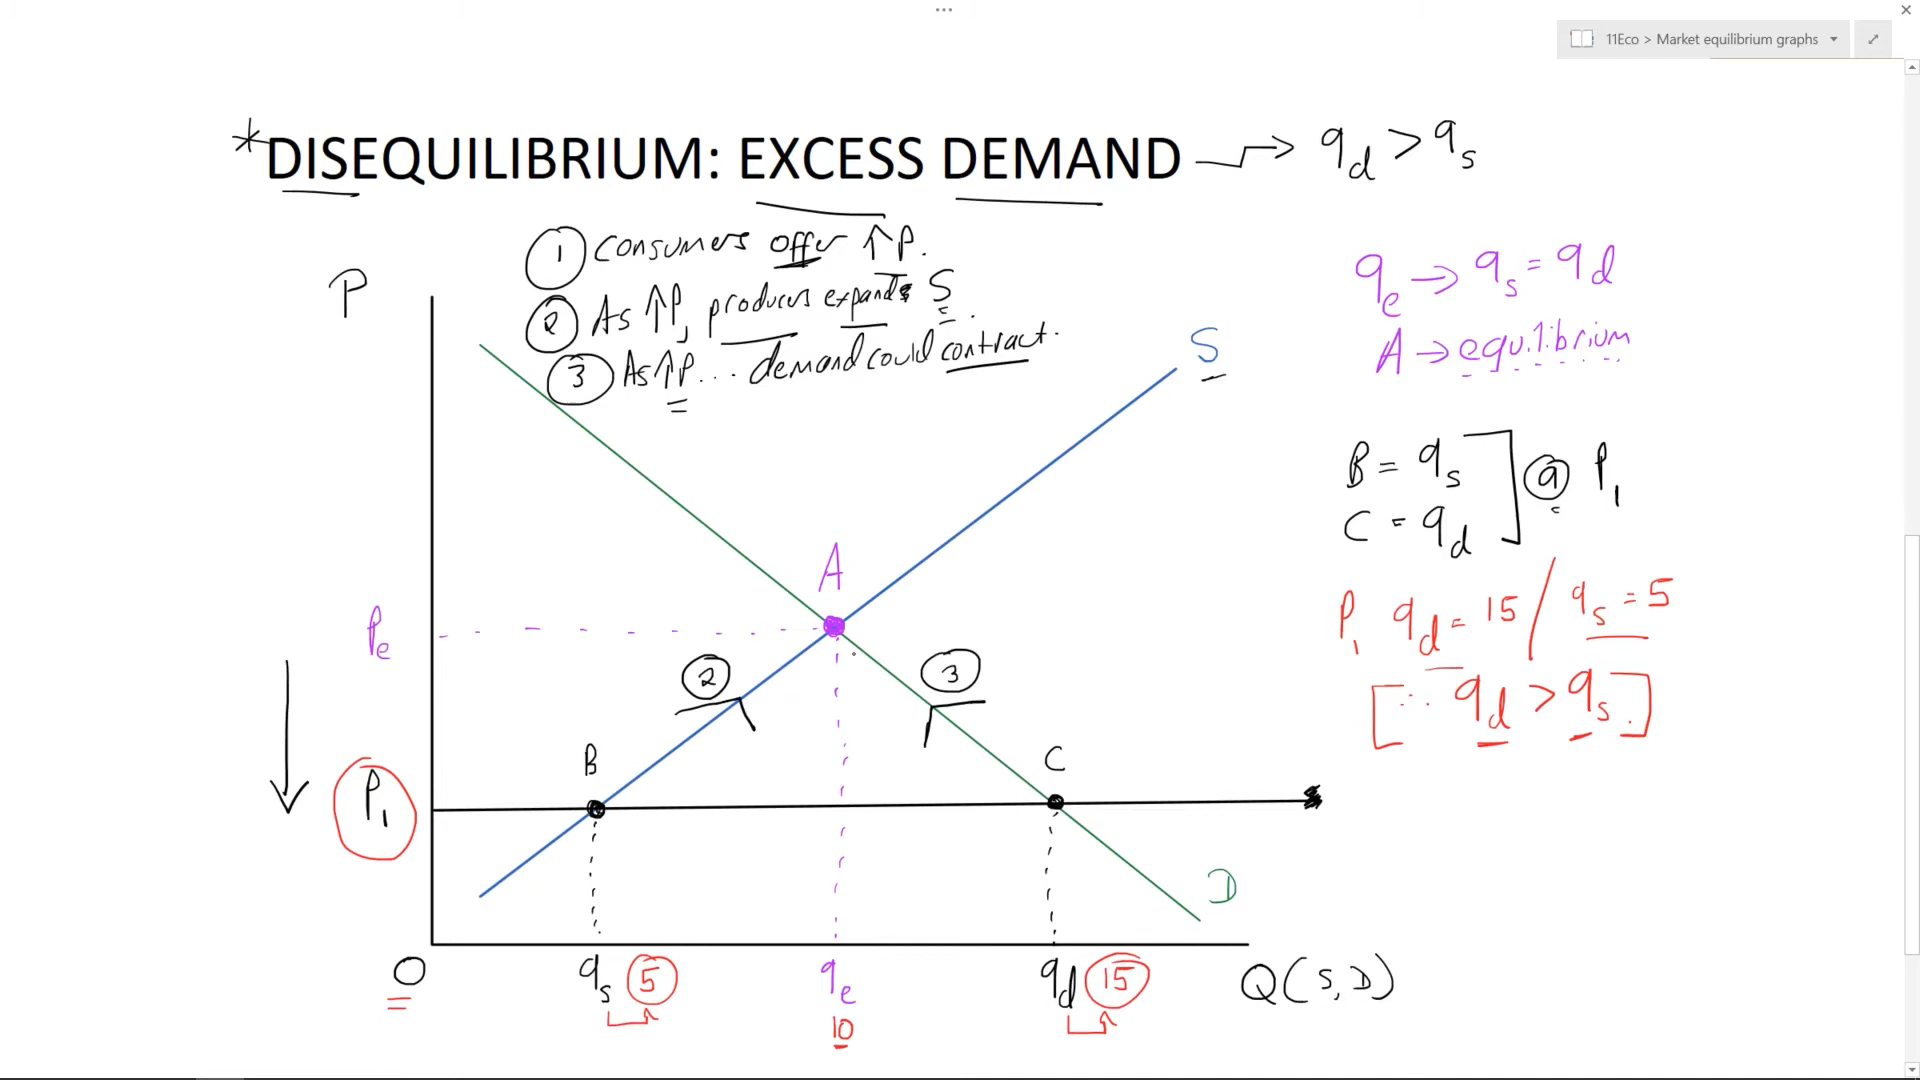 11Eco > Market equilibrium graphs
*DISEQUILIBRIUM: EXCESS DEMAND → qd > qs
① Consumers offer ↑P.
② As ↑P, producers expands S.
③ As ↑P... demand could contract.
qe → qs = qd
A → equilibrium
P
S
B = qs
C = qd
@ P1
A
P1 qd = 15 / qs = 5
Pe
② ③
[∴ qd > qs.]
B C
P1
D
O qs 5 qe qd 15 Q(S,D)
10